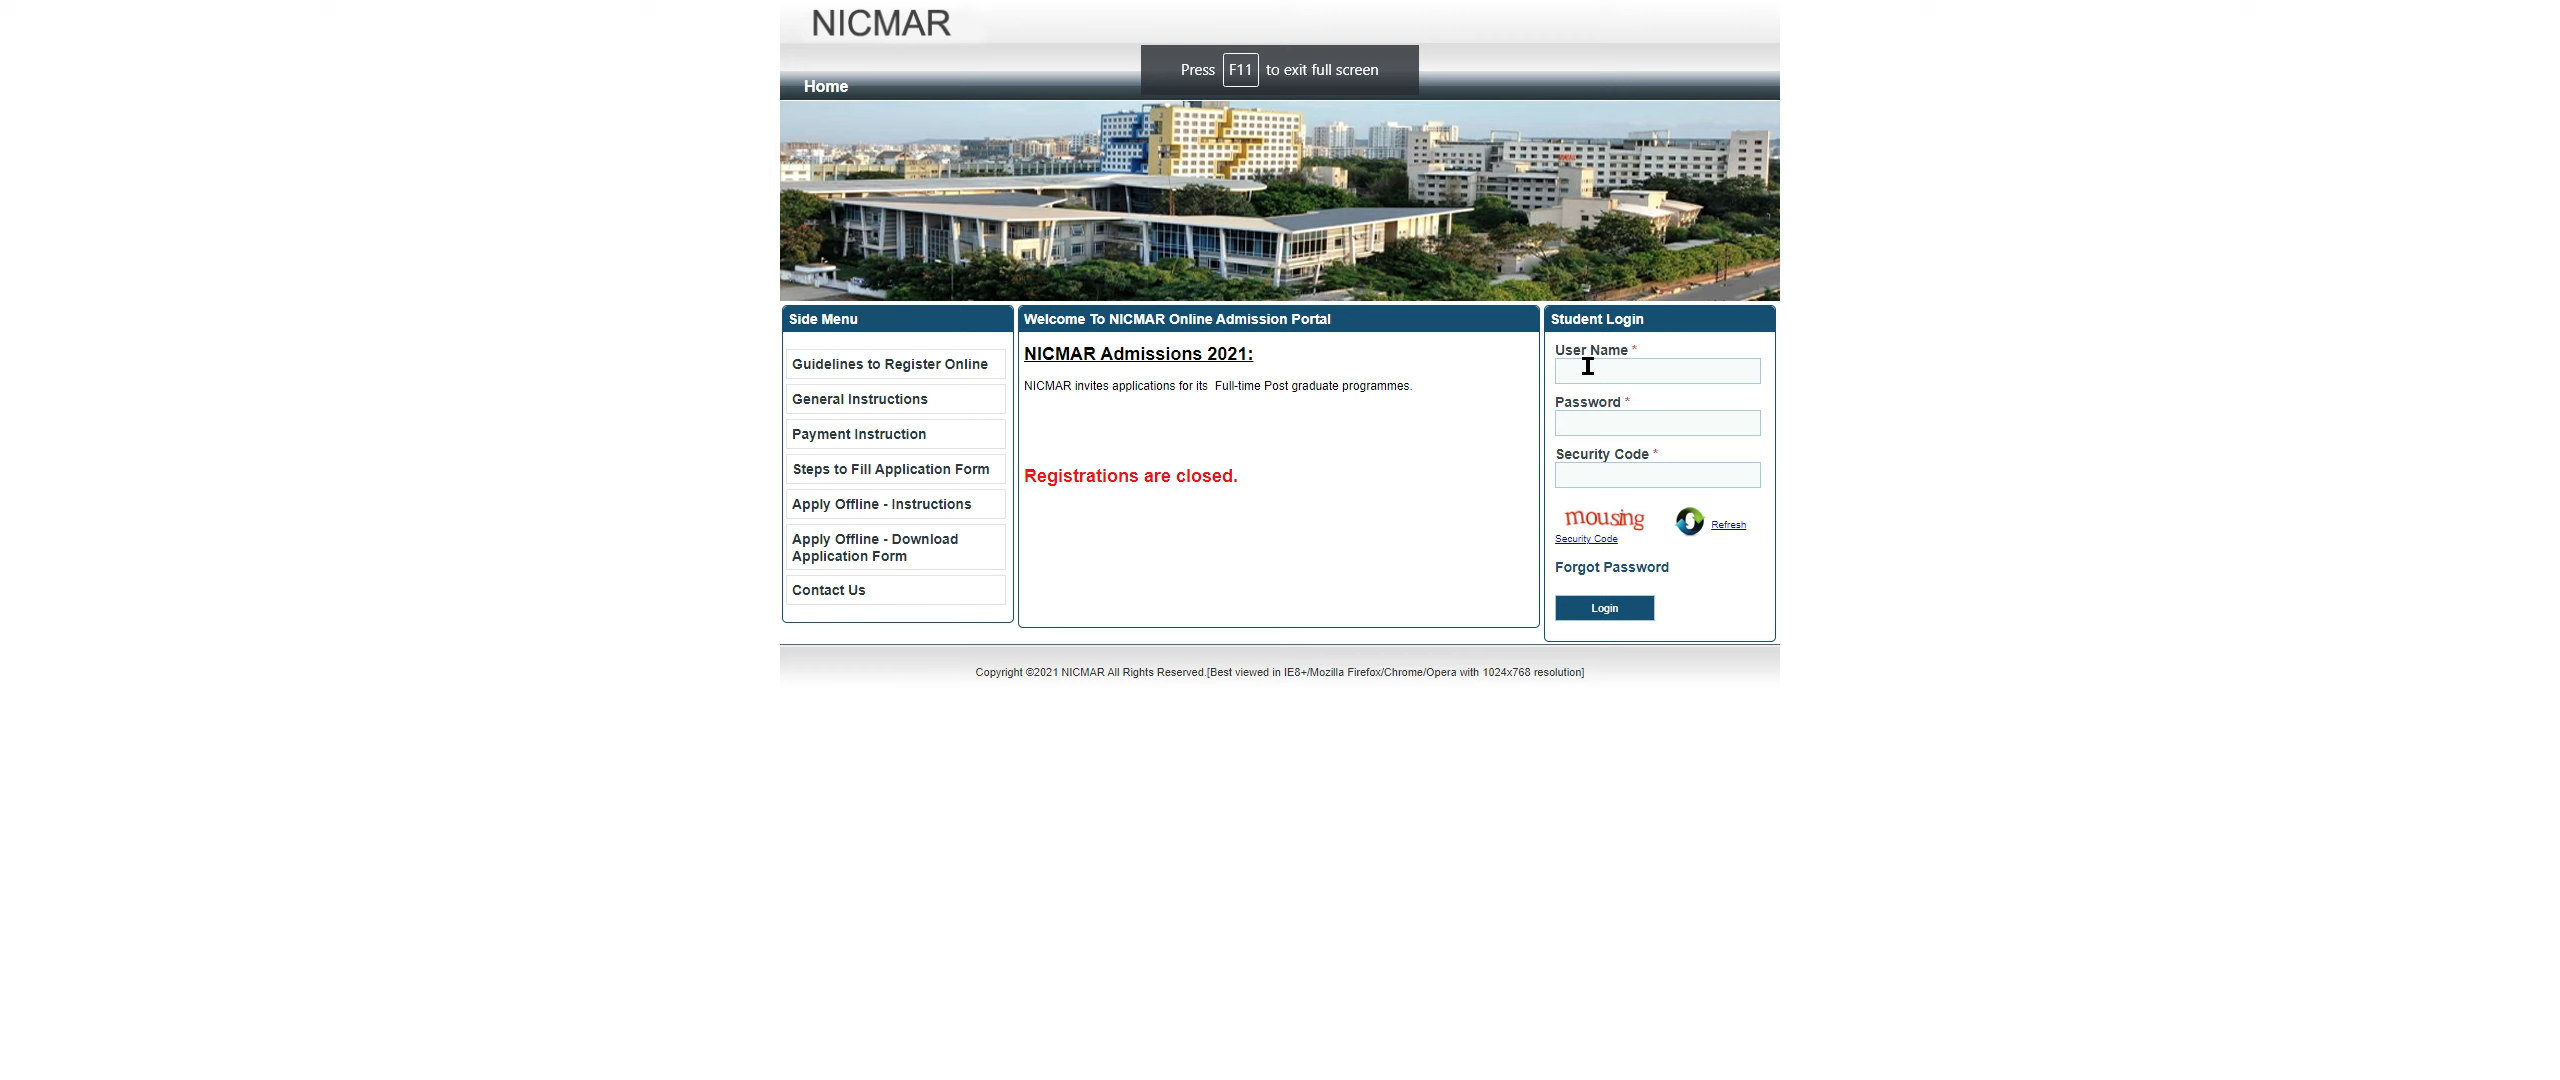 NICMAR
Press F11 to exit full screen
Home
Side Menu
Guidelines to Register Online
General Instructions
Payment Instruction
Steps to Fill Application Form
Apply Offline - Instructions
Apply Offline - Download
Application Form
Contact Us
Welcome To NICMAR Online Admission Portal
NICMAR Admissions 2021:
NICMAR invites applications for its Full-time Post graduate programmes.
Registrations are closed.
Student Login
User Name *
Password *
Security Code *
mousing Refresh
Security Code
Forgot Password
Login
Copyright ©2021 NICMAR All Rights Reserved.[Best viewed in IE8+/Mozilla Firefox/Chrome/Opera with 1024x768 resolution]